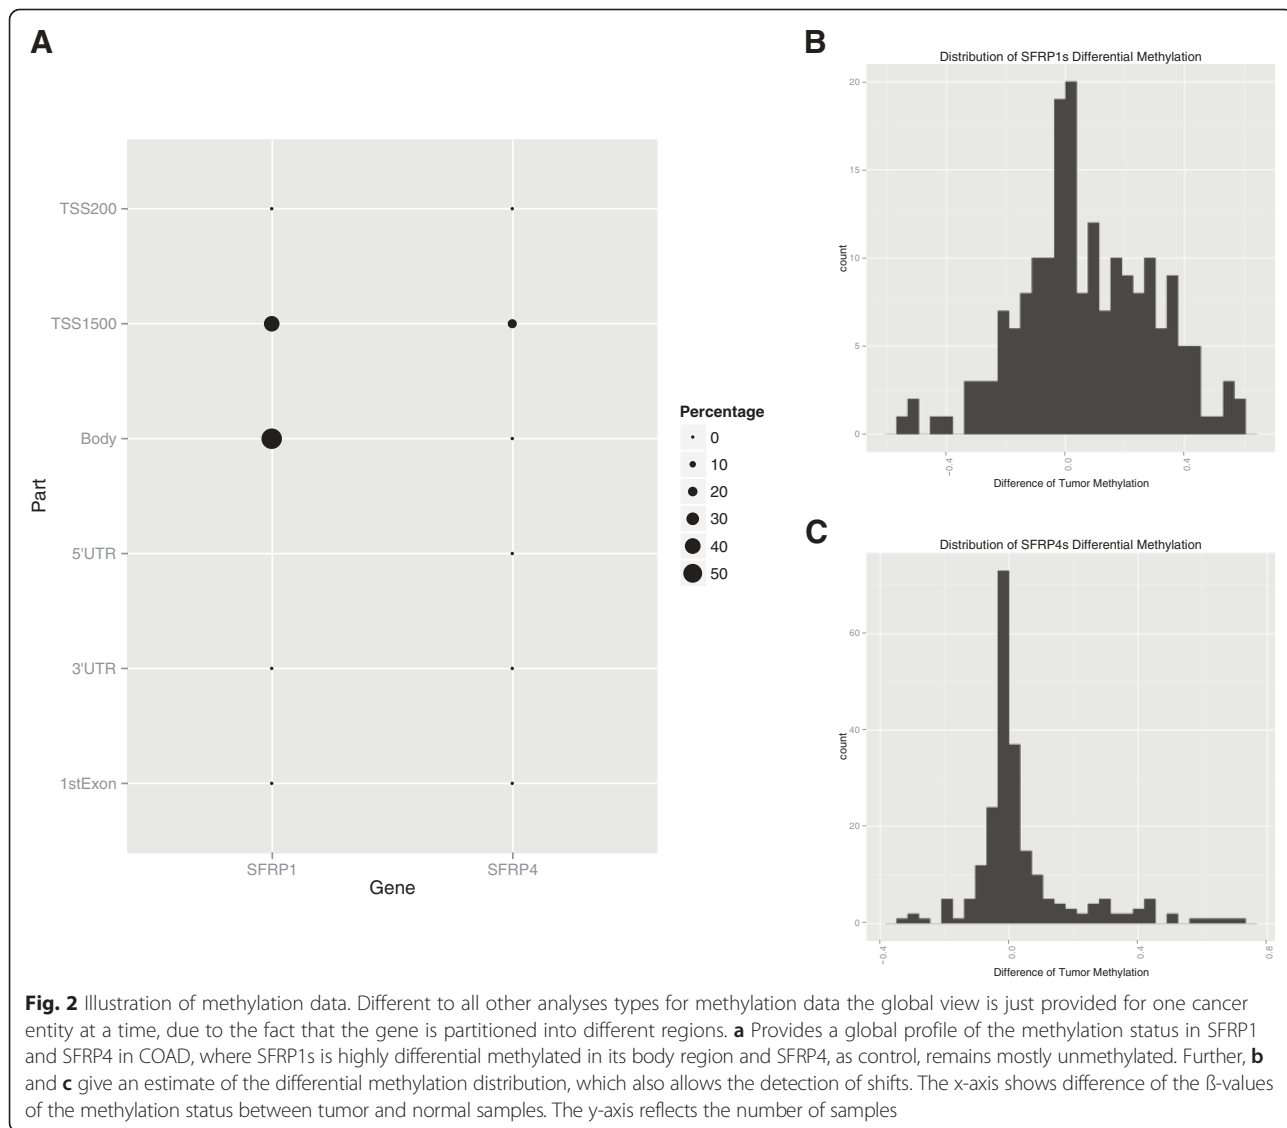 A
TSS200
TSS1500
Body
5'UTR
3'UTR
1stExon
Part
SFRP1
SFRP4
Gene
Percentage
0
10
20
30
40
50
B
Distribution of SFRP1s Differential Methylation
20
15
10
5
0
count
−0.4
0.0
0.4
Difference of Tumor Methylation
C
Distribution of SFRP4s Differential Methylation
60
40
20
0
count
−0.4
0.0
0.4
0.8
Difference of Tumor Methylation
Fig. 2 Illustration of methylation data. Different to all other analyses types for methylation data the global view is just provided for one cancer
entity at a time, due to the fact that the gene is partitioned into different regions. a Provides a global profile of the methylation status in SFRP1
and SFRP4 in COAD, where SFRP1s is highly differential methylated in its body region and SFRP4, as control, remains mostly unmethylated. Further, b
and c give an estimate of the differential methylation distribution, which also allows the detection of shifts. The x-axis shows difference of the ß-values
of the methylation status between tumor and normal samples. The y-axis reflects the number of samples